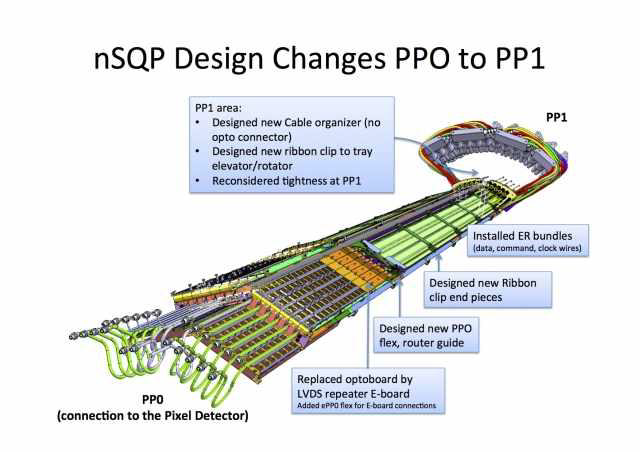 nSQP Design Changes PPO to PP1
PP1 area:
• Designed new Cable organizer (no
opto connector)
• Designed new ribbon clip to tray
elevator/rotator
• Reconsidered tightness at PP1
PP1
Installed ER bundles
(data, command, clock wires)
Designed new Ribbon
clip end pieces
Designed new PPO
flex, router guide
Replaced optoboard by
LVDS repeater E-board
Added ePP0 flex for E-board connections
PP0
(connection to the Pixel Detector)